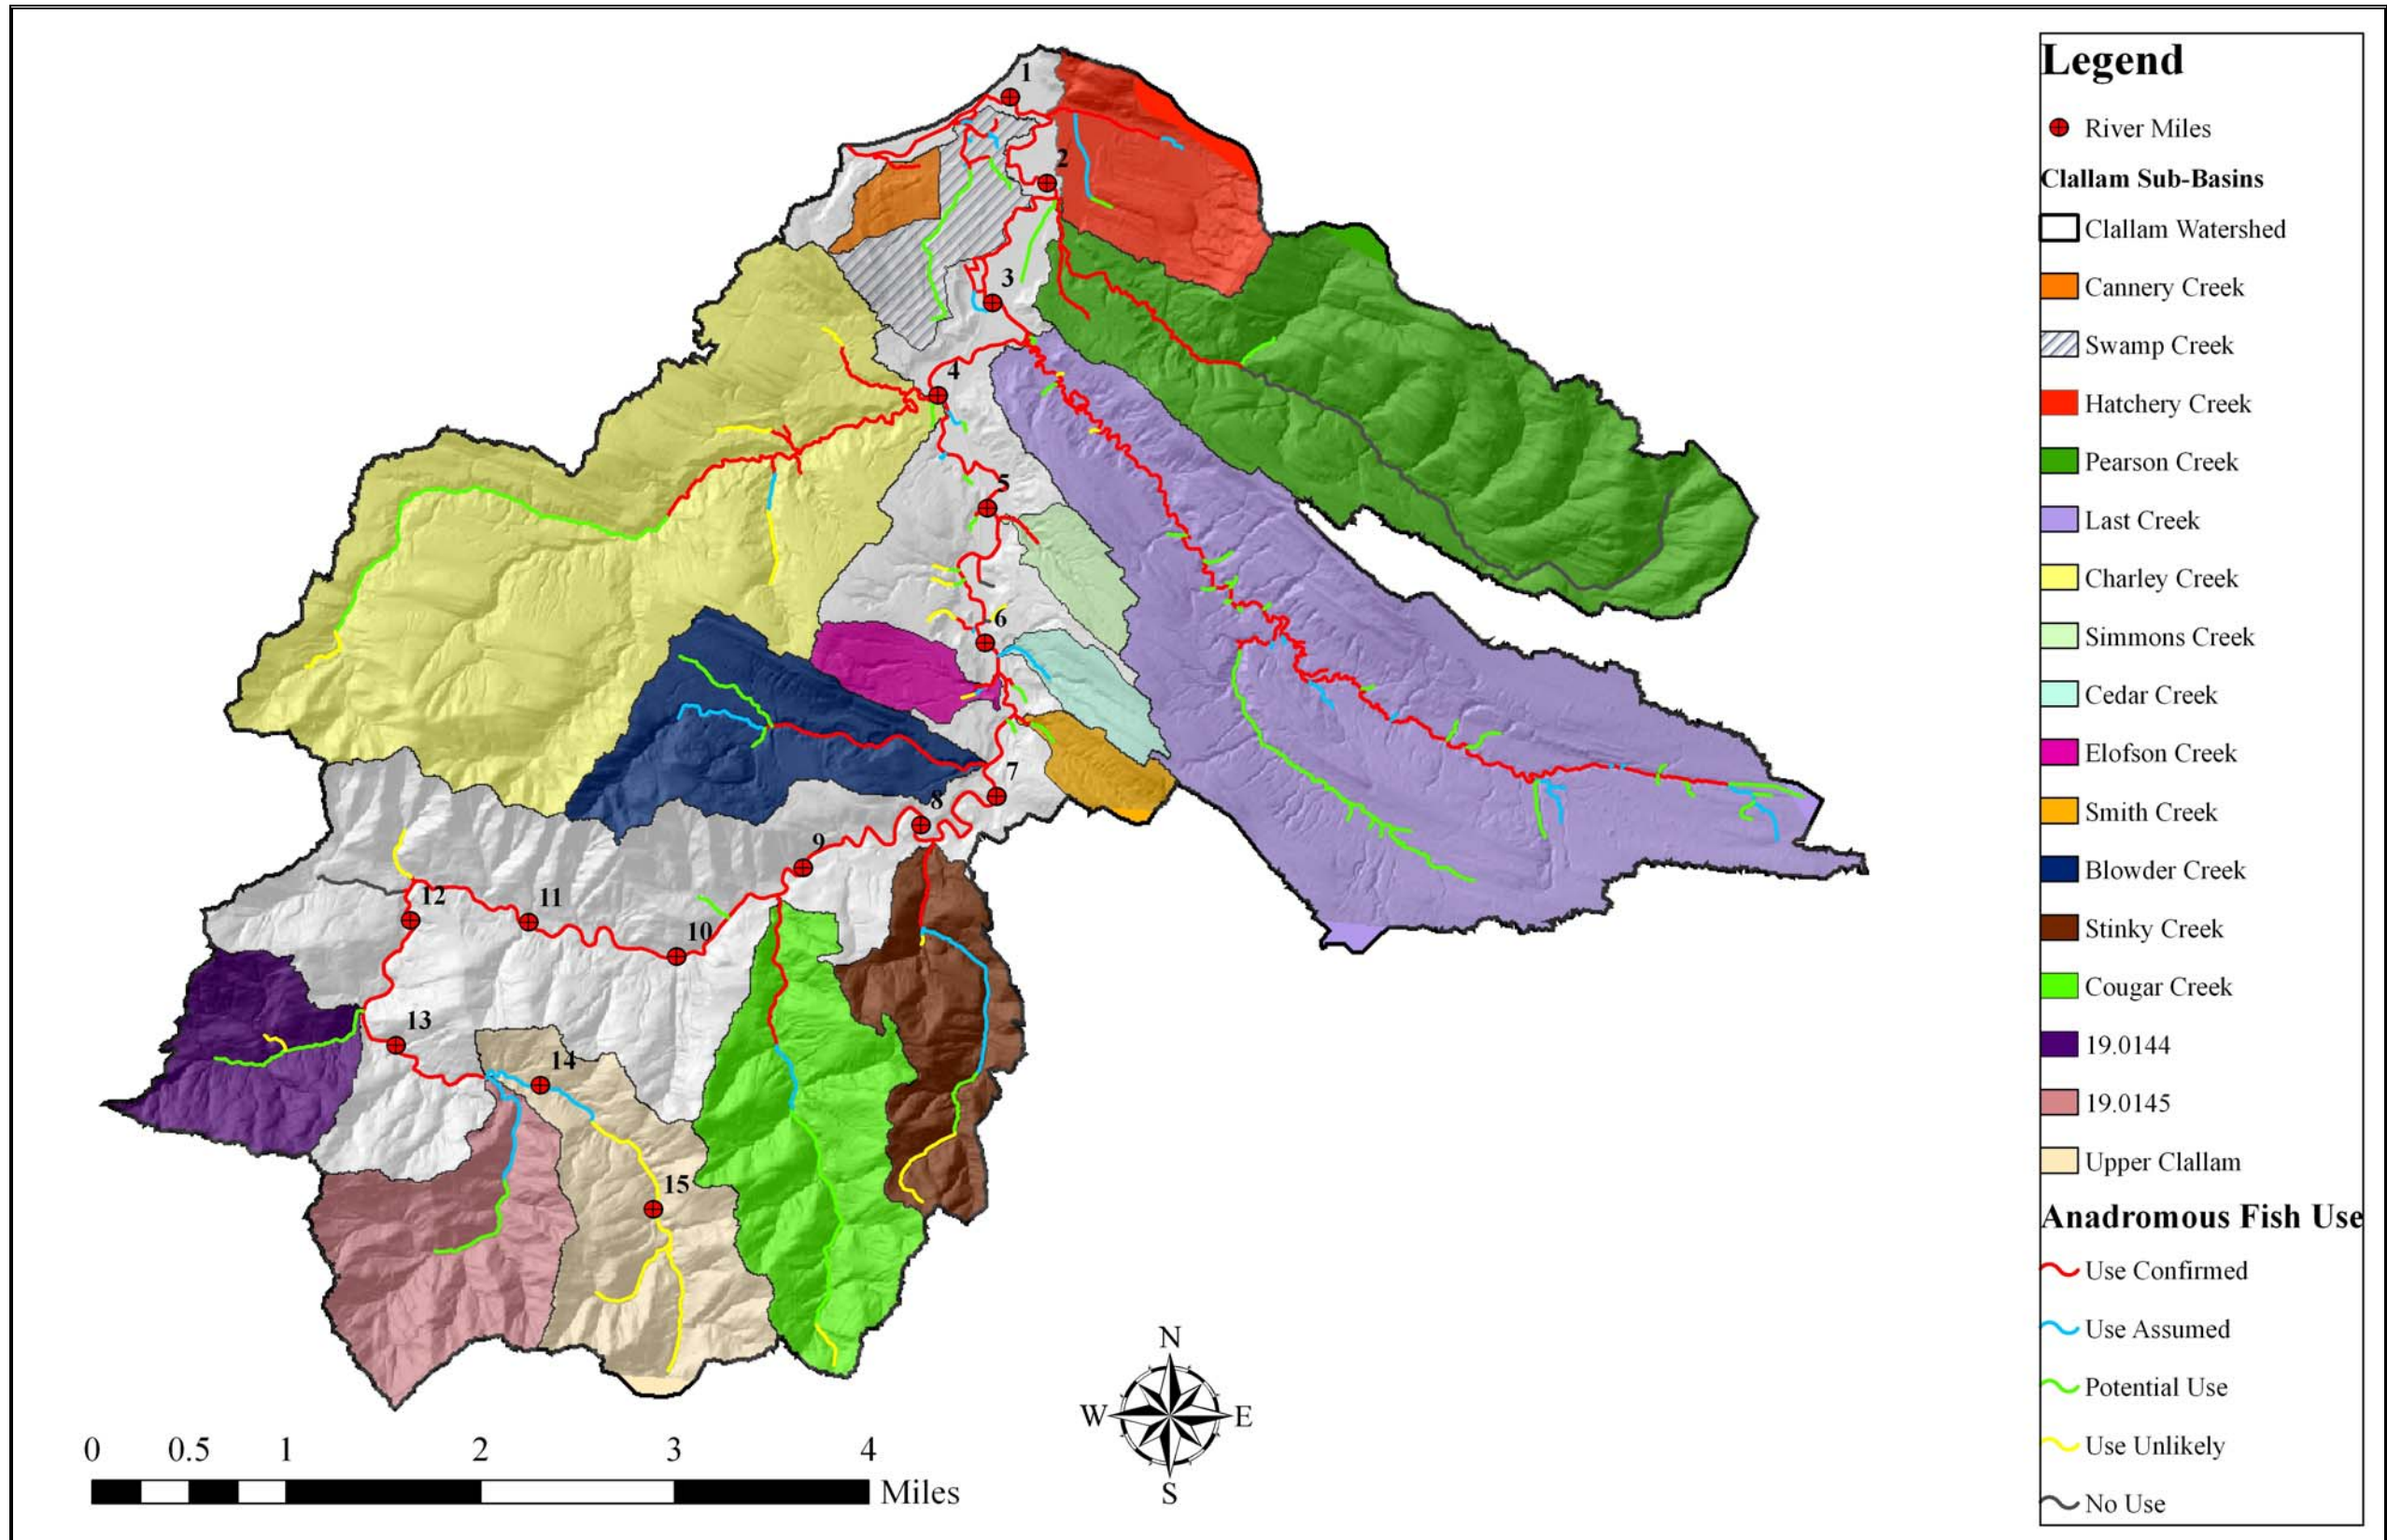 1
2
3
4
5
6
7
8
9
10
11
12
13
14
15
0 0.5 1 2 3 4
Miles
N
W E
S
Legend
River Miles
Clallam Sub-Basins
Clallam Watershed
Cannery Creek
Swamp Creek
Hatchery Creek
Pearson Creek
Last Creek
Charley Creek
Simmons Creek
Cedar Creek
Elofson Creek
Smith Creek
Blowder Creek
Stinky Creek
Cougar Creek
19.0144
19.0145
Upper Clallam
Anadromous Fish Use
Use Confirmed
Use Assumed
Potential Use
Use Unlikely
No Use